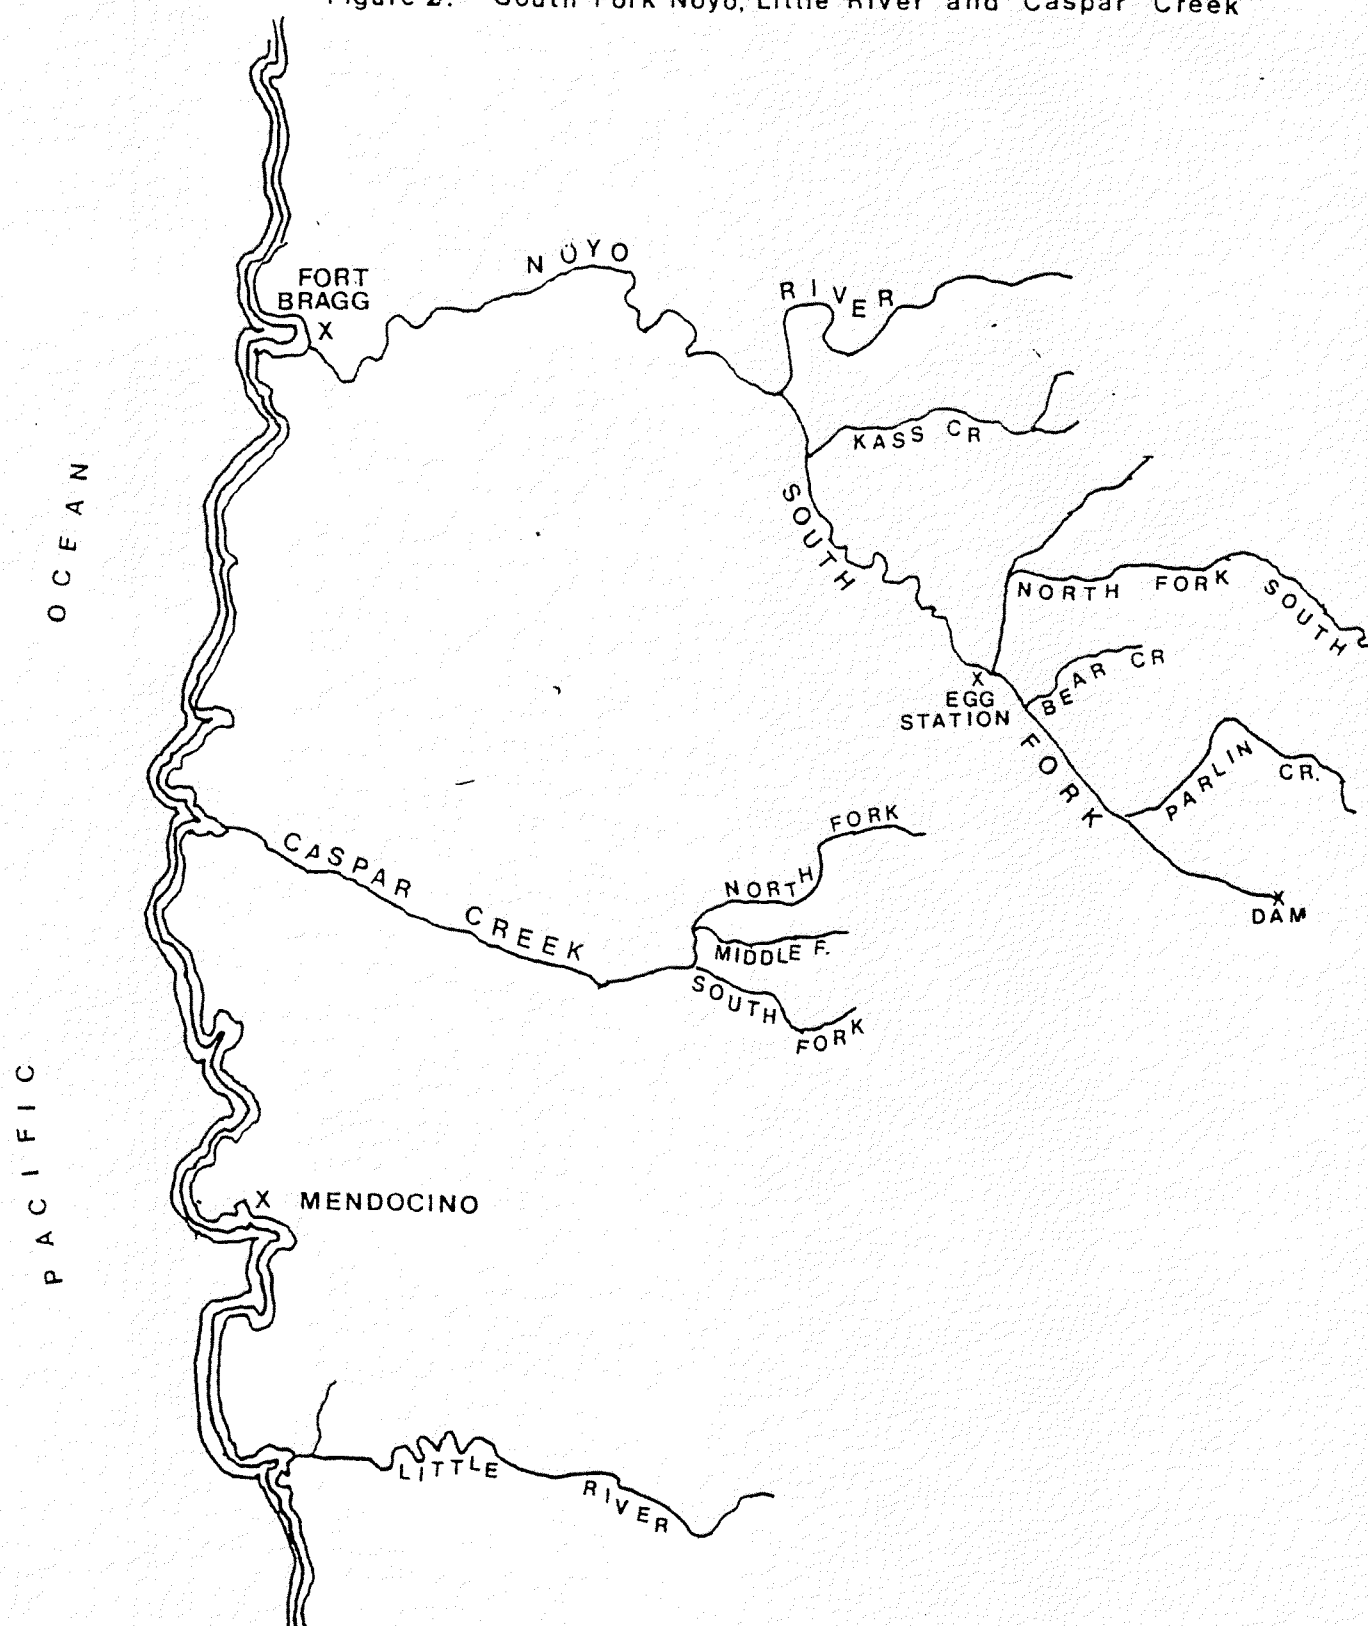 Figure 2. South Fork Noyo, Little River and Caspar Creek
FORT
BRAGG
X
NOYO
RIVER
KASS CR
SOUTH
NORTH FORK SOUTH
BEAR CR
X
EGG
STATION
FORK
PARLIN CR.
X
DAM
OCEAN
CASPAR CREEK
NORTH FORK
MIDDLE F.
SOUTH
FORK
PACIFIC
X MENDOCINO
LITTLE RIVER